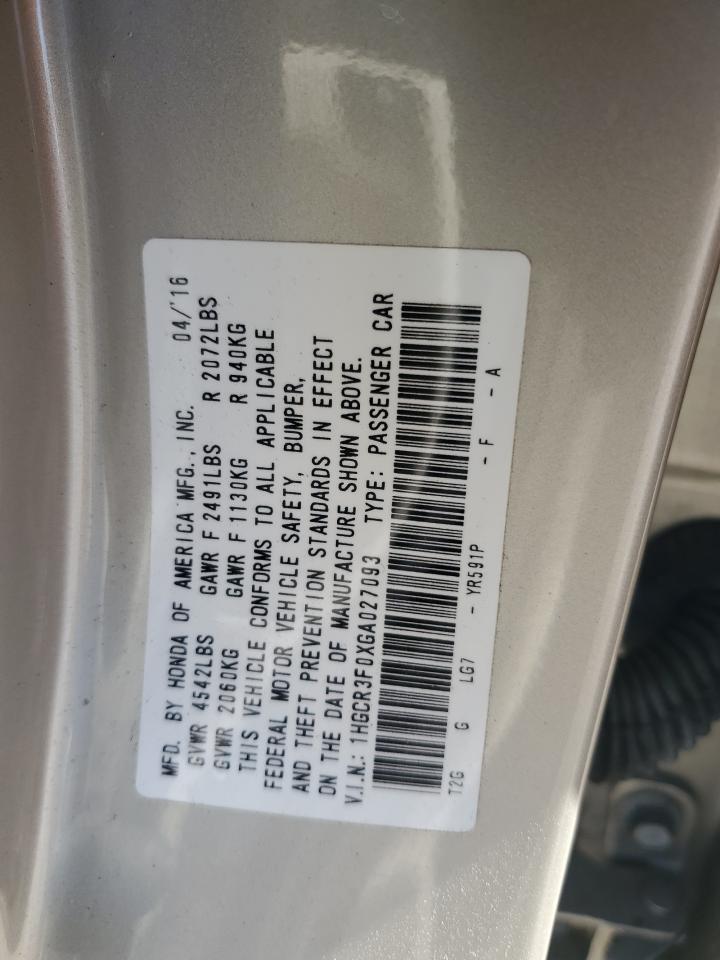 MFD. BY HONDA OF AMERICA MFG., INC. 04/'16
GVWR 4542LBS GAWR F 2491LBS R 2072LBS
GVWR 2060KG GAWR F 1130KG R 940KG
THIS VEHICLE CONFORMS TO ALL APPLICABLE
FEDERAL MOTOR VEHICLE SAFETY, BUMPER,
AND THEFT PREVENTION STANDARDS IN EFFECT
ON THE DATE OF MANUFACTURE SHOWN ABOVE.
V.I.N.: 1HGCR3F0XGA027093 TYPE: PASSENGER CAR
T2G G LG7 - YR591P - F - A